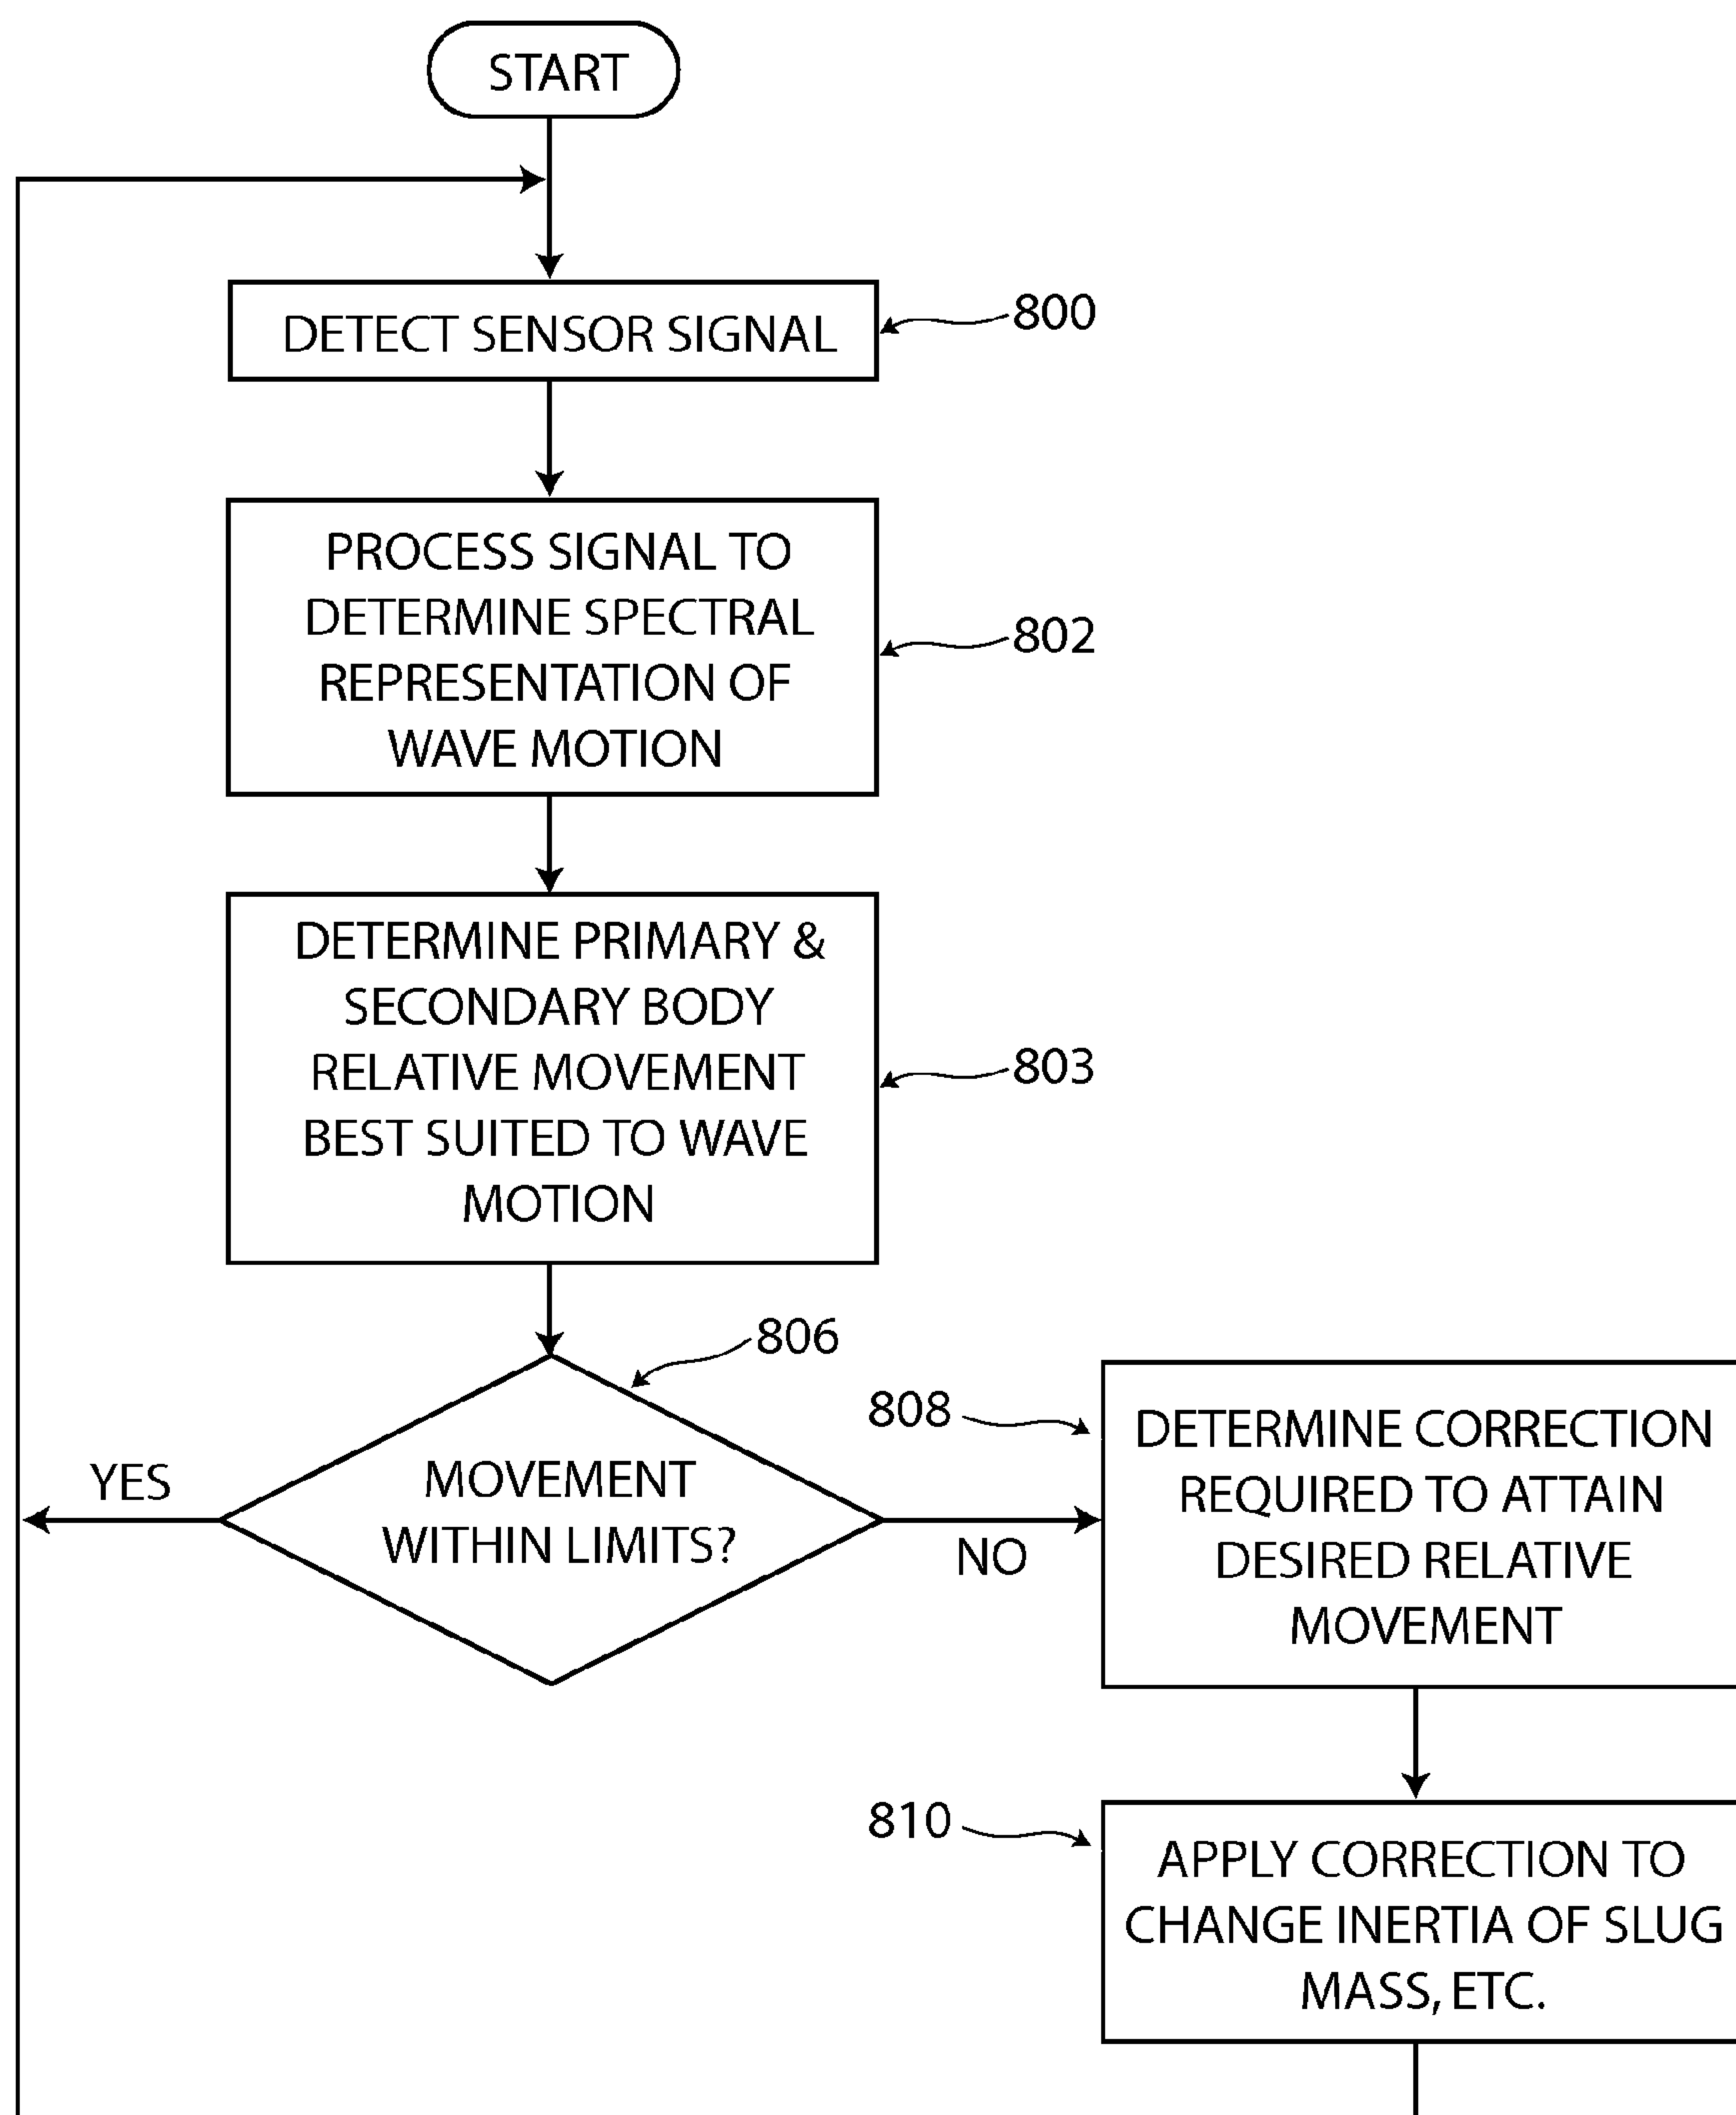 START
DETECT SENSOR SIGNAL
800
PROCESS SIGNAL TO
DETERMINE SPECTRAL
REPRESENTATION OF
WAVE MOTION
802
DETERMINE PRIMARY &
SECONDARY BODY
RELATIVE MOVEMENT
BEST SUITED TO WAVE
MOTION
803
806
MOVEMENT
WITHIN LIMITS?
YES
NO
808
DETERMINE CORRECTION
REQUIRED TO ATTAIN
DESIRED RELATIVE
MOVEMENT
810
APPLY CORRECTION TO
CHANGE INERTIA OF SLUG
MASS, ETC.